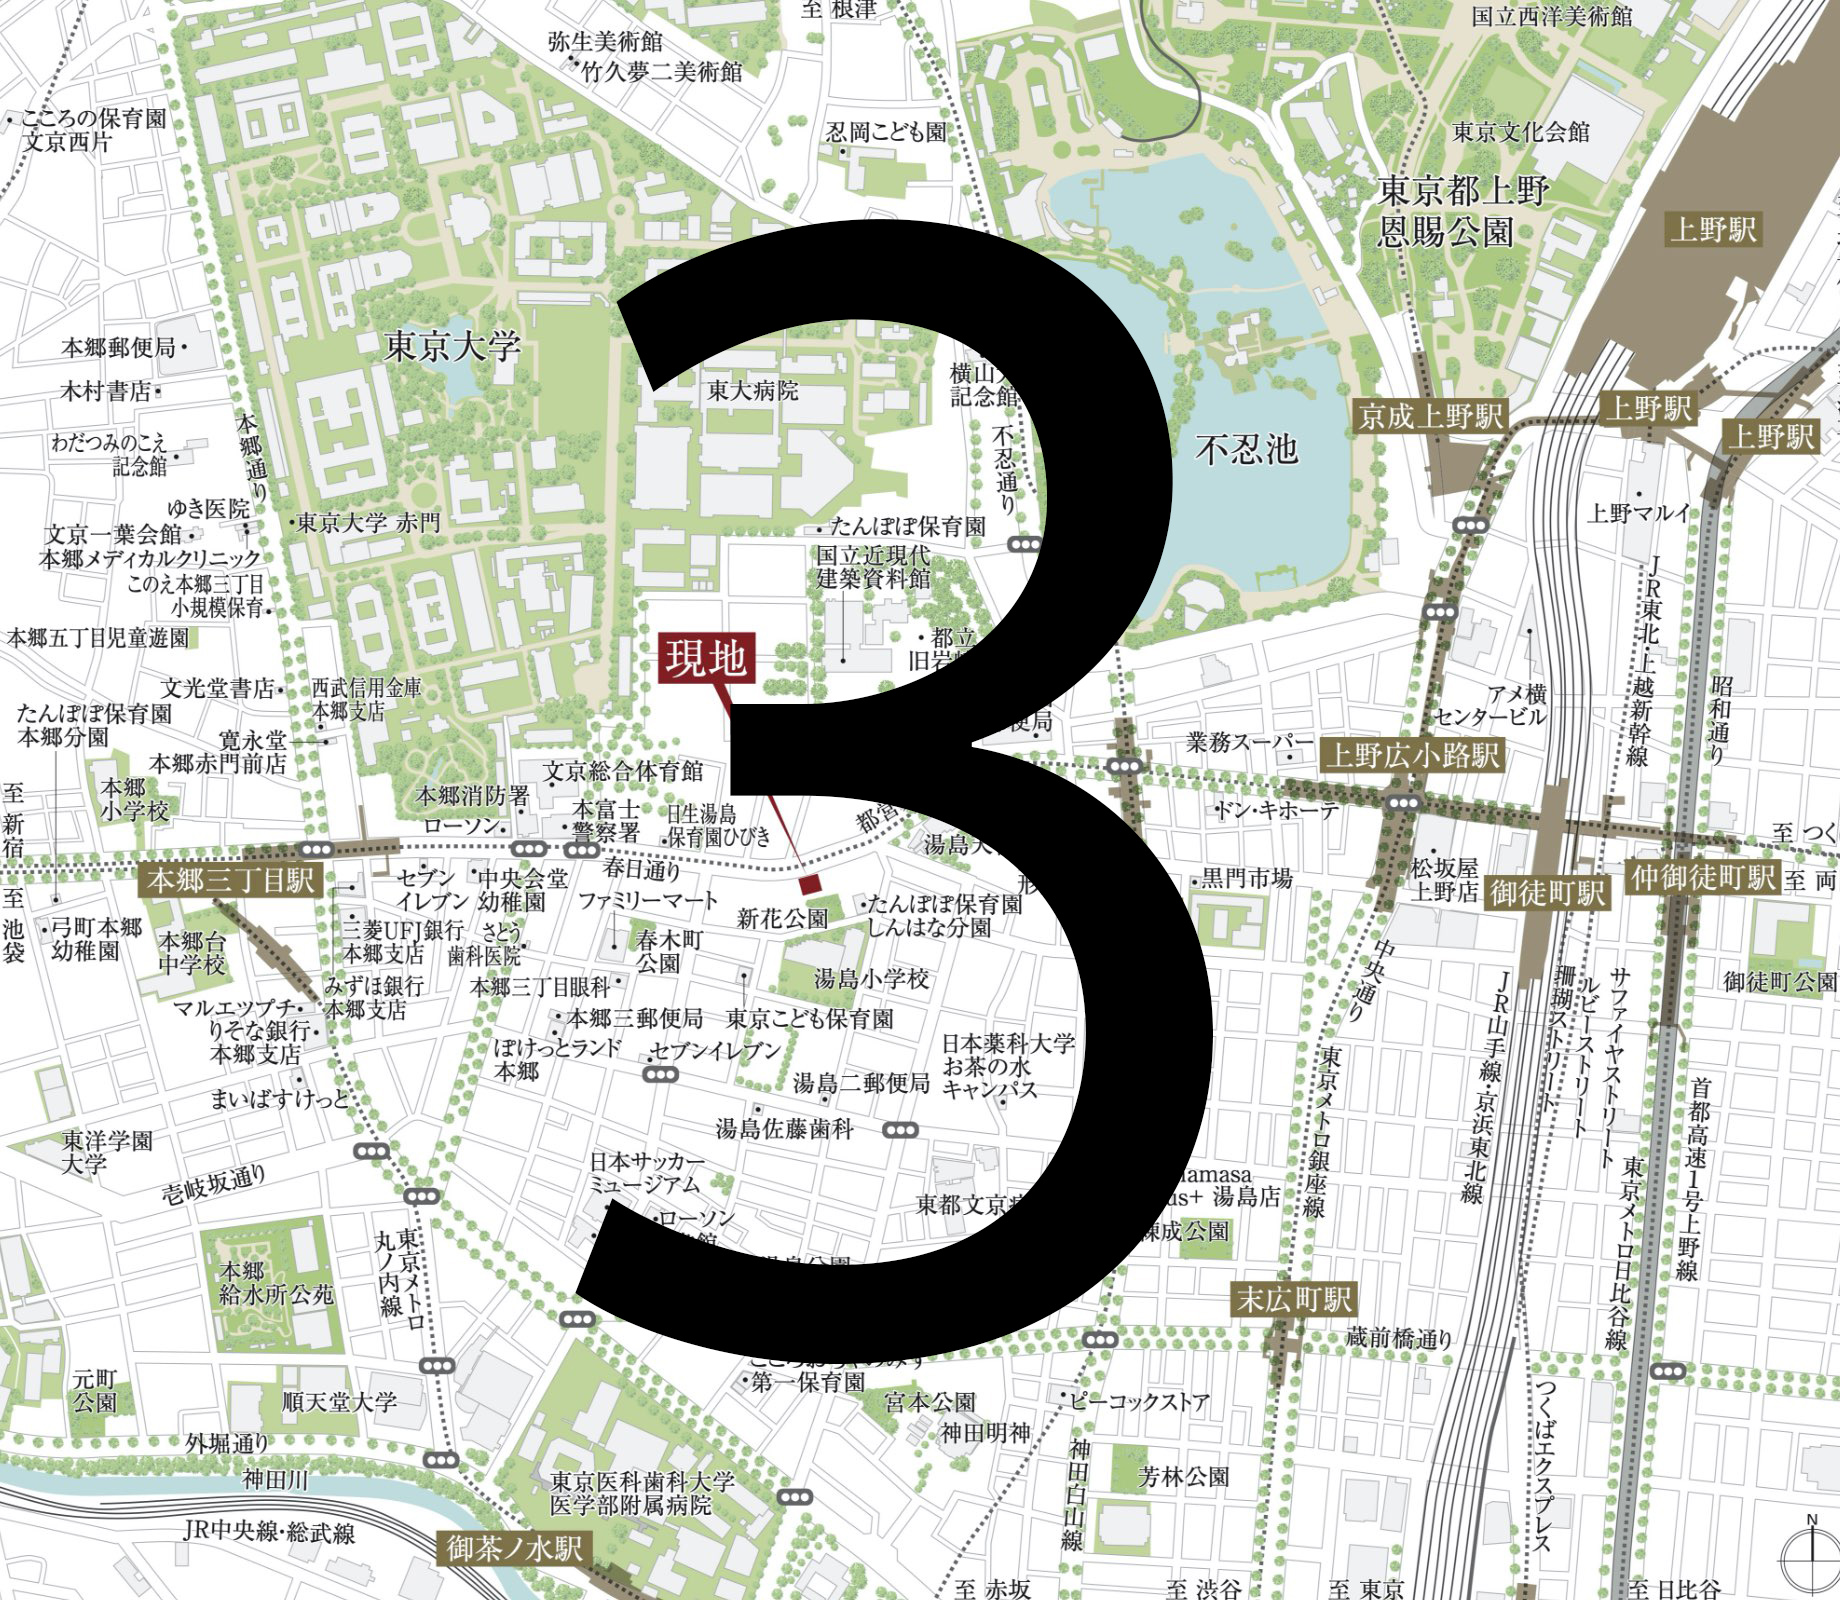 至 根津
国立西洋美術館
弥生美術館
竹久夢二美術館
こころの保育園
文京西片
忍岡こども園
東京文化会館
東京都上野
恩賜公園
上野駅
本郷郵便局
東京大学
木村書店
東大病院
横山大
記念館
京成上野駅
上野駅
上野駅
わだつみのこえ
記念館
本郷通り
不忍通り
不忍池
ゆき医院
東京大学 赤門
文京一葉会館
本郷メディカルクリニック
このえ本郷三丁目
小規模保育
たんぽぽ保育園
国立近現代
建築資料館
上野マルイ
本郷五丁目児童遊園
都立
旧岩
現地
JR東北・上越新幹線
昭和通り
文光堂書店
西武信用金庫
本郷支店
たんぽぽ保育園
本郷分園
寛永堂
本郷赤門前店
アメ横
センタービル
便局
業務スーパー
上野広小路駅
文京総合体育館
本郷
小学校
本郷消防署
ローソン
本富士
警察署
日生湯島
保育園ひびき
都営
湯島天
ドン・キホーテ
至 新宿
至 池袋
至 つく
本郷三丁目駅
セブン
イレブン
中央会堂
幼稚園
春日通り
ファミリーマート
新花公園
たんぽぽ保育園
しんはな分園
形
黒門市場
松坂屋
上野店
御徒町駅
仲御徒町駅
至 両
弓町本郷
幼稚園
本郷台
中学校
三菱UFJ銀行
本郷支店
さとう
歯科医院
春木町
公園
湯島小学校
中央通り
御徒町公園
みずほ銀行
本郷支店
本郷三丁目眼科
マルエツプチ
りそな銀行
本郷支店
本郷三郵便局
東京こども保育園
ぽけっとランド
本郷
セブンイレブン
日本薬科大学
お茶の水
キャンパス
湯島二郵便局
まいばすけっと
湯島佐藤歯科
東京メトロ銀座線
JR山手線・京浜東北線
珊瑚ストリート
ルビーストリート
サファイヤストリート
東京メトロ日比谷線
首都高速1号上野線
東洋学園
大学
壱岐坂通り
日本サッカー
ミュージアム
ローソン
館
湯島公園
東都文京病
amasa
us+ 湯島店
練成公園
東京メトロ
丸ノ内線
本郷
給水所公苑
末広町駅
蔵前橋通り
元町
公園
順天堂大学
こころおちゃのみず
第一保育園
宮本公園
神田明神
ピーコックストア
外堀通り
神田川
東京医科歯科大学
医学部附属病院
神田白山線
芳林公園
つくばエクスプレス
JR中央線・総武線
御茶ノ水駅
至 赤坂
至 渋谷
至 東京
至 日比谷
N
3